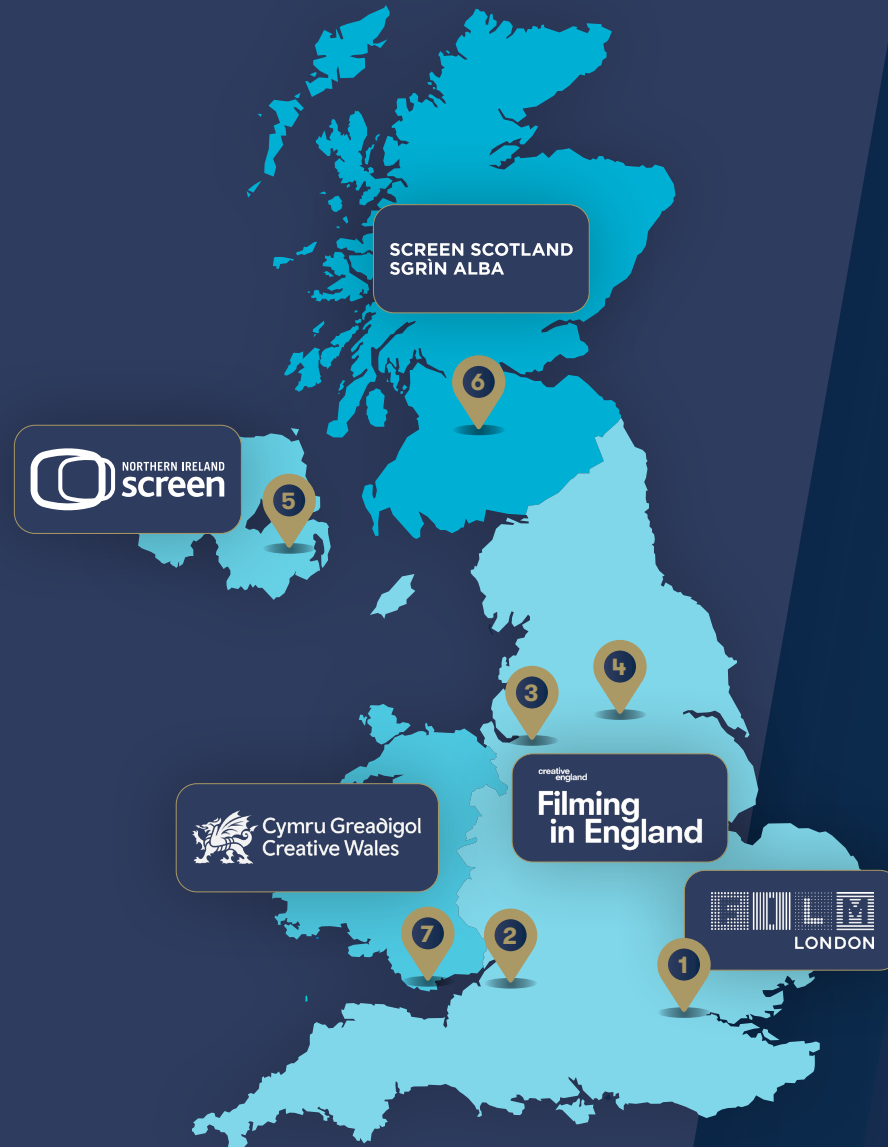 SCREEN SCOTLAND
SGRÌN ALBA
6
NORTHERN IRELAND
screen
5
4
3
creative
england
Filming
in England
Cymru Greaðigol
Creative Wales
FILM
LONDON
7
2
1